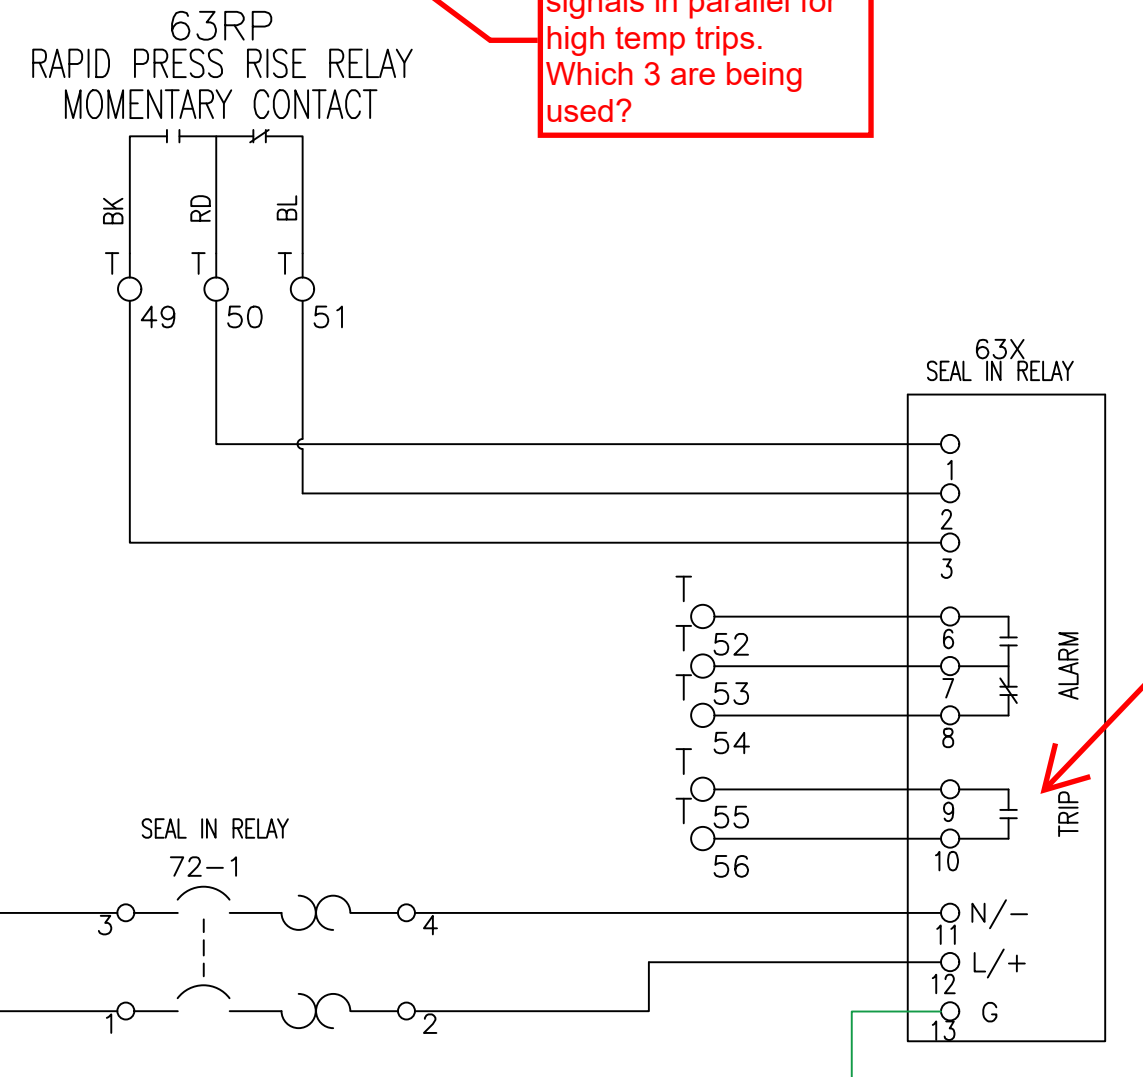 signals in parallel for
high temp trips.
Which 3 are being
used?
63RP
RAPID PRESS RISE RELAY
MOMENTARY CONTACT
BK
RD
BL
T
T
T
49
50
51
63X
SEAL IN RELAY
1
2
3
T
52
6
T
53
7
T
54
8
ALARM
T
55
9
T
56
10
TRIP
SEAL IN RELAY
72-1
3
4
11
N/-
12
L/+
1
2
13
G